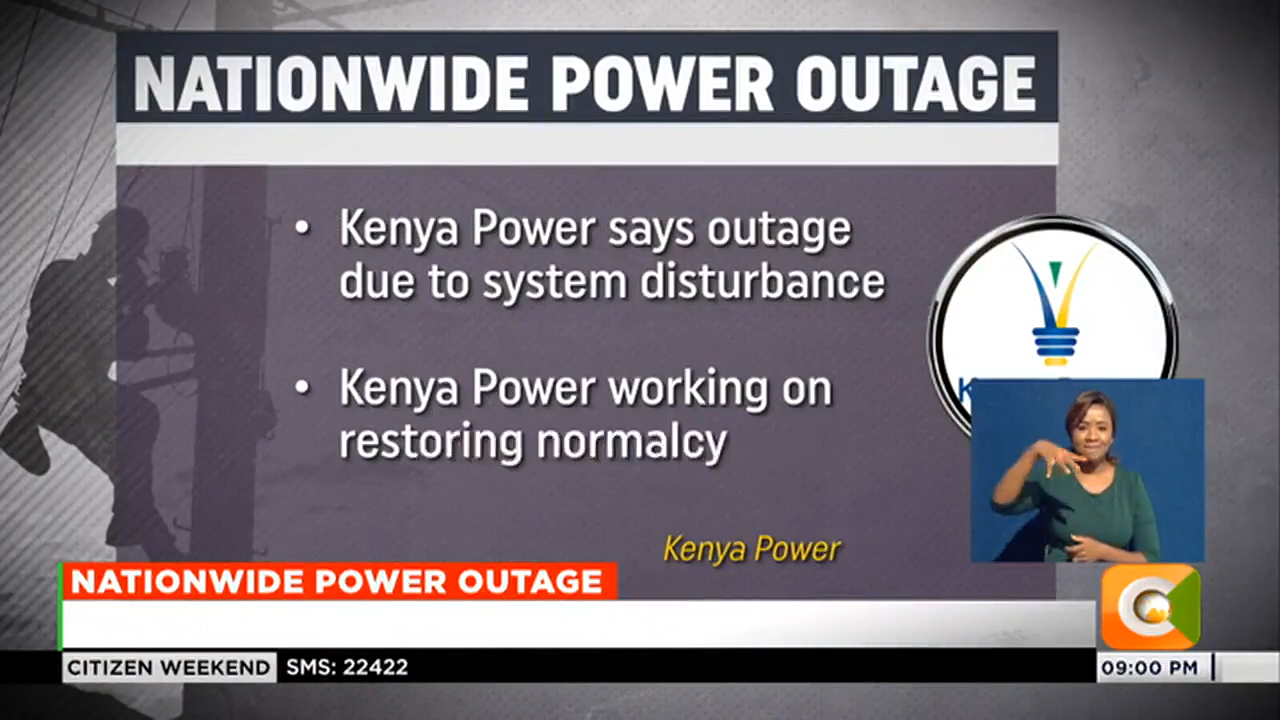 NATIONWIDE POWER OUTAGE
• Kenya Power says outage
due to system disturbance
• Kenya Power working on
restoring normalcy
Kenya Power
NATIONWIDE POWER OUTAGE
CITIZEN WEEKEND
SMS: 22422
09:00 PM